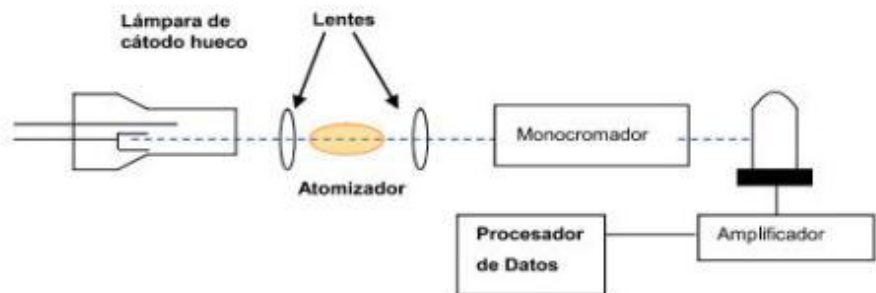 Lámpara de
cátodo hueco
Lentes
Atomizador
Monocromador
Amplificador
Procesador
de Datos